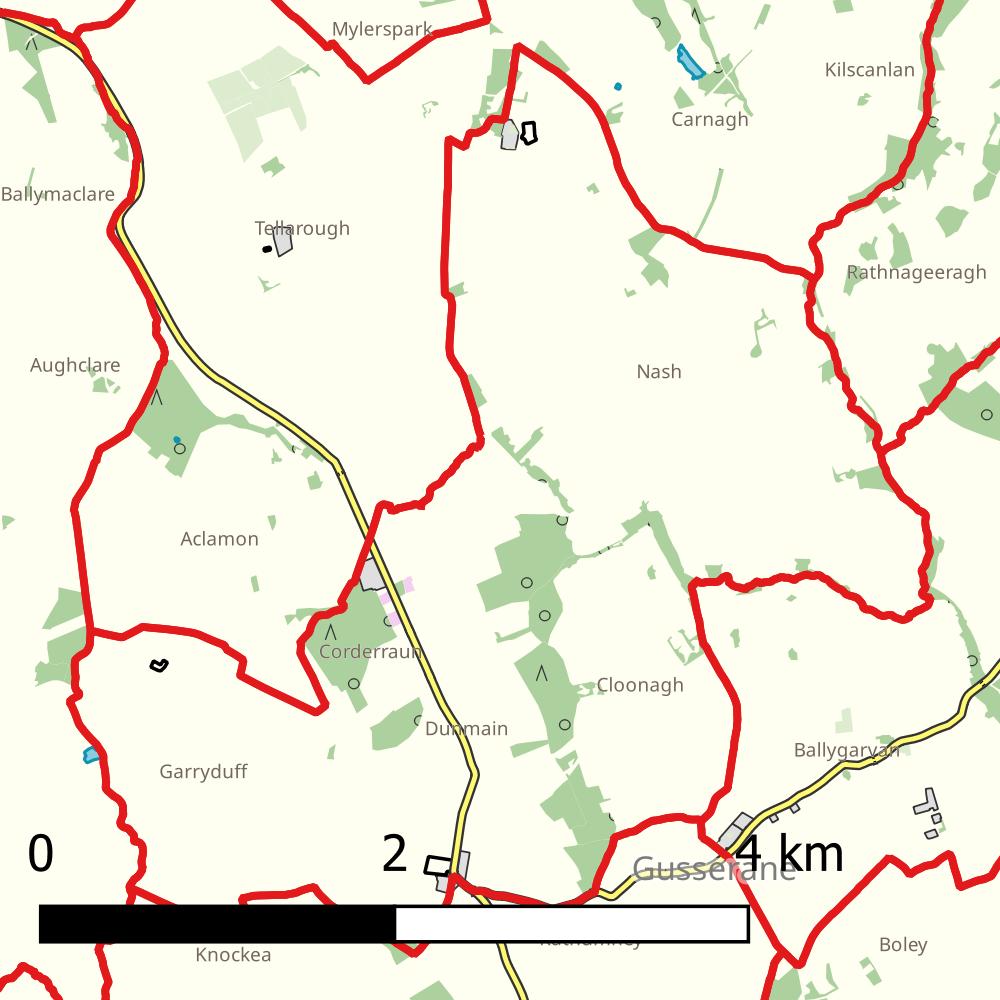 Mylerspark
Kilscanlan
Carnagh
Ballymaclare
Tellarough
Rathnageeragh
Aughclare
Nash
Aclamon
Corderraun
Cloonagh
Dunmain
Ballygarvan
Garryduff
0 2 4 km
Gusserane
Knockea
Boley